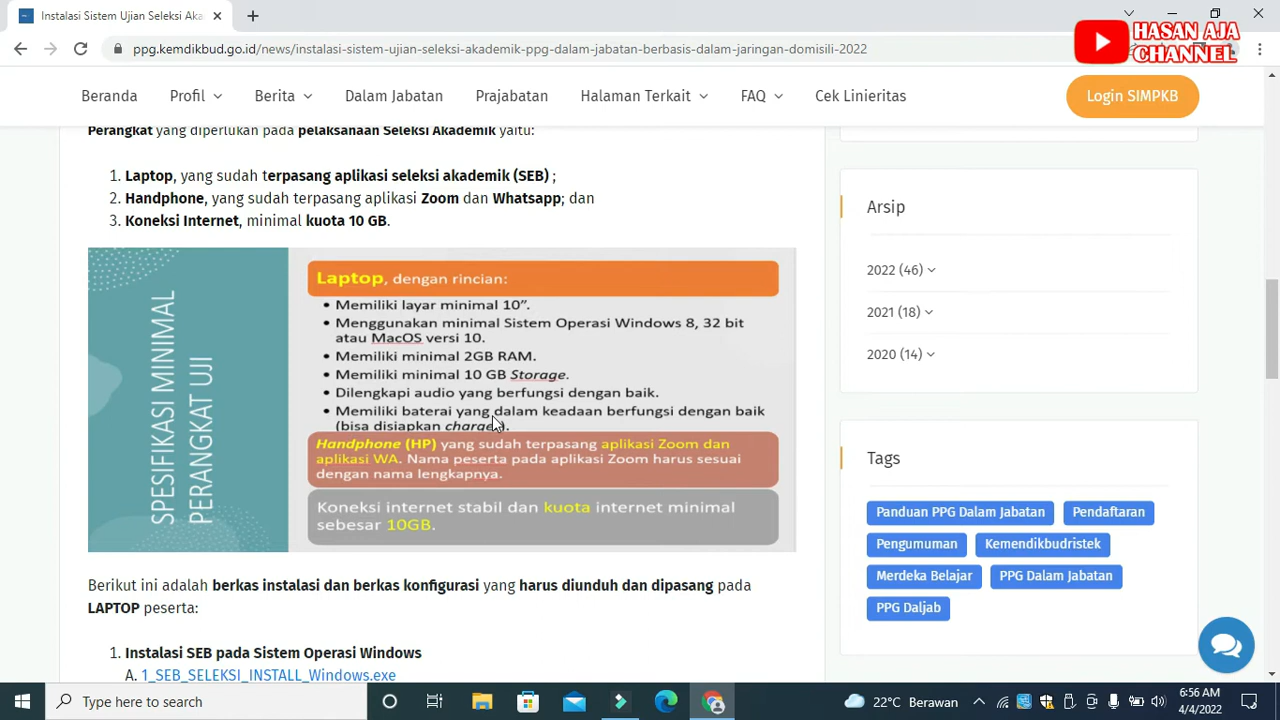 Instalasi Sistem Ujian Seleksi Aka
ppg.kemdikbud.go.id/news/instalasi-sistem-ujian-seleksi-akademik-ppg-dalam-jabatan-berbasis-dalam-jaringan-domisili-2022
HASAN AJA
CHANNEL
Beranda Profil Berita Dalam Jabatan Prajabatan Halaman Terkait FAQ Cek Linieritas Login SIMPKB
Perangkat yang diperlukan pada pelaksanaan Seleksi Akademik yaitu:
1. Laptop, yang sudah terpasang aplikasi seleksi akademik (SEB) ;
2. Handphone, yang sudah terpasang aplikasi Zoom dan Whatsapp; dan
3. Koneksi Internet, minimal kuota 10 GB.
SPESIFIKASI MINIMAL
PERANGKAT UJI
Laptop, dengan rincian:
• Memiliki layar minimal 10”.
• Menggunakan minimal Sistem Operasi Windows 8, 32 bit
atau MacOS versi 10.
• Memiliki minimal 2GB RAM.
• Memiliki minimal 10 GB Storage.
• Dilengkapi audio yang berfungsi dengan baik.
• Memiliki baterai yang dalam keadaan berfungsi dengan baik
(bisa disiapkan charger).
Handphone (HP) yang sudah terpasang aplikasi Zoom dan
aplikasi WA. Nama peserta pada aplikasi Zoom harus sesuai
dengan nama lengkapnya.
Koneksi internet stabil dan kuota internet minimal
sebesar 10GB.
Berikut ini adalah berkas instalasi dan berkas konfigurasi yang harus diunduh dan dipasang pada
LAPTOP peserta:
1. Instalasi SEB pada Sistem Operasi Windows
A. 1_SEB_SELEKSI_INSTALL_Windows.exe
Arsip
2022 (46)
2021 (18)
2020 (14)
Tags
Panduan PPG Dalam Jabatan Pendaftaran
Pengumuman Kemendikbudristek
Merdeka Belajar PPG Dalam Jabatan
PPG Daljab
Type here to search
22°C Berawan
6:56 AM
4/4/2022